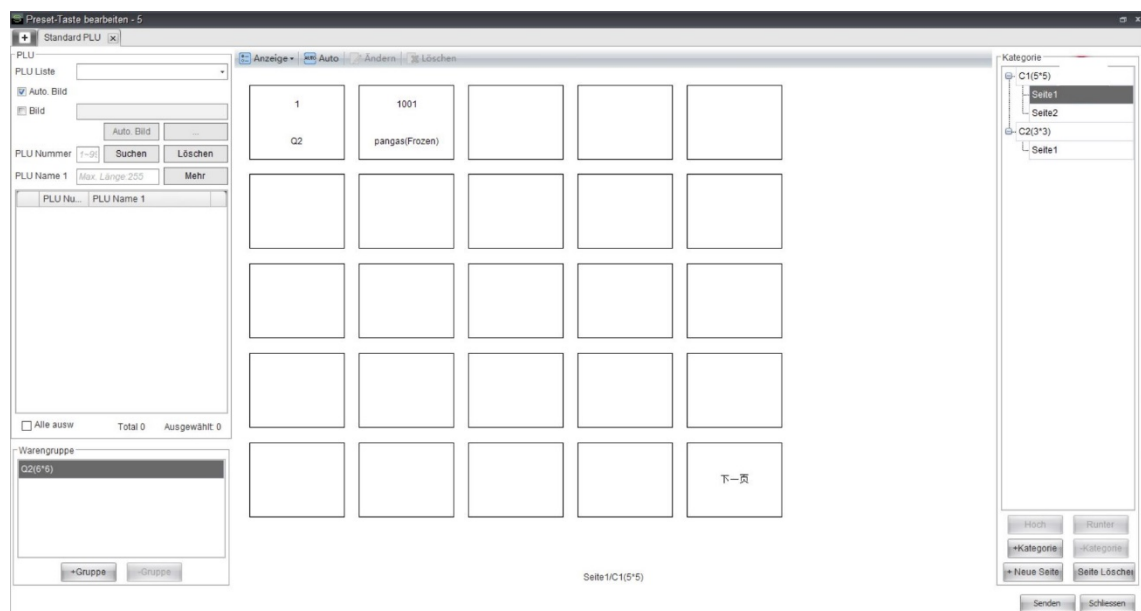 Preset-Taste bearbeiten - 5
Standard PLU
PLU
PLU Liste
Auto. Bild
Bild
Auto. Bild ...
PLU Nummer 1~99 Suchen Löschen
PLU Name 1 Max. Länge:255 Mehr
PLU Nu... PLU Name 1
Alle ausw Total 0 Ausgewählt: 0
Warengruppe
Q2(6*6)
+Gruppe -Gruppe
Anzeige Auto Ändern Löschen
1 1001
Q2 pangas(Frozen)
下一页
Seite1/C1(5*5)
Kategorie
C1(5*5)
Seite1
Seite2
C2(3*3)
Seite1
Hoch Runter
+Kategorie -Kategorie
+ Neue Seite Seite Löschen
Senden Schliessen